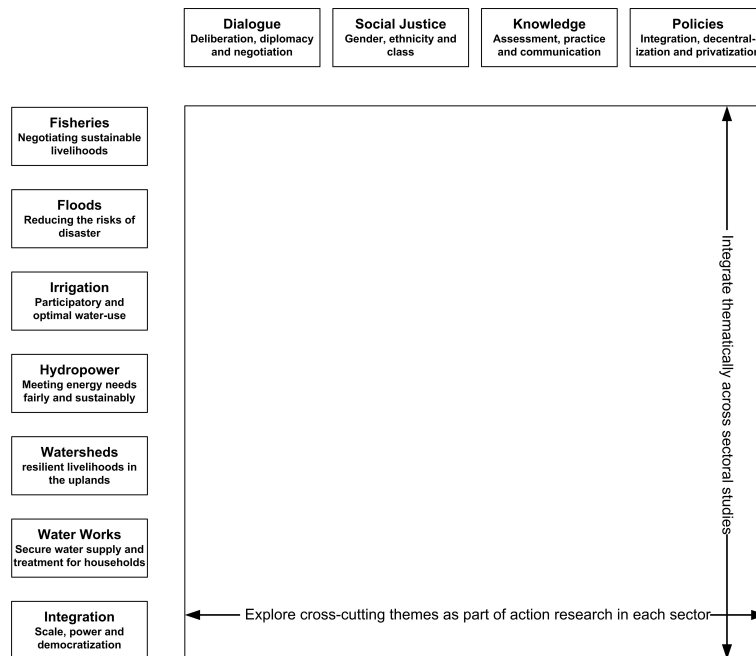 Dialogue
Deliberation, diplomacy
and negotiation
Social Justice
Gender, ethnicity and
class
Knowledge
Assessment, practice
and communication
Policies
Integration, decentral-
ization and privatization
Fisheries
Negotiating sustainable
livelihoods
Floods
Reducing the risks of
disaster
Irrigation
Participatory and
optimal water-use
Hydropower
Meeting energy needs
fairly and sustainably
Watersheds
resilient livelihoods in
the uplands
Water Works
Secure water supply and
treatment for households
Integration
Scale, power and
democratization
Integrate thematically across sectoral studies
Explore cross-cutting themes as part of action research in each sector